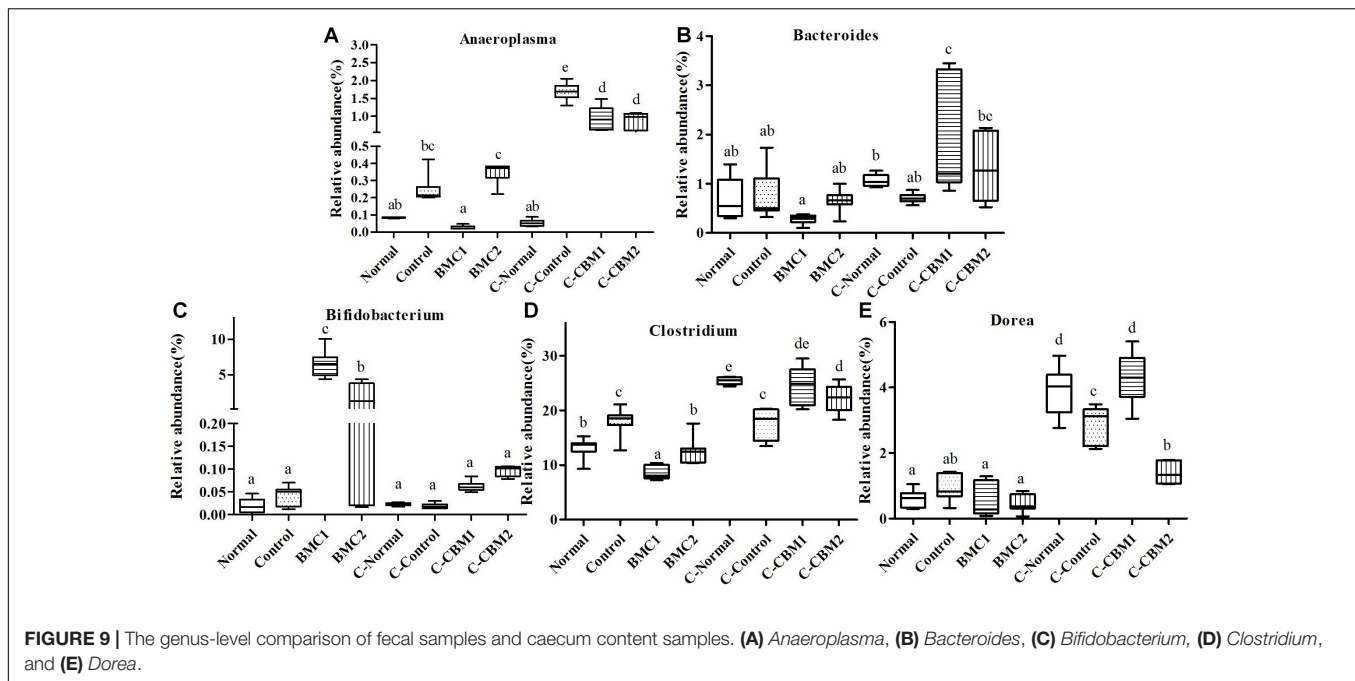 A
Anaeroplasma
Relative abundance(%)
3.0
2.5
2.0
1.5
1.0
0.5
0.4
0.3
0.2
0.1
0.0
ab
bc
a
c
ab
e
d
d
Normal
Control
BMC1
BMC2
C-Normal
C-Control
C-CBM1
C-CBM2
B
Bacteroides
Relative abundance(%)
4
2
1
0
ab
ab
a
ab
b
ab
c
bc
Normal
Control
BMC1
BMC2
C-Normal
C-Control
C-CBM1
C-CBM2
C
Bifidobacterium
Relative abundance(%)
10
5
0.20
0.15
0.10
0.05
0.00
a
a
c
b
a
a
a
a
Normal
Control
BMC1
BMC2
C-Normal
C-Control
C-CBM1
C-CBM2
D
Clostridium
Relative abundance(%)
30
20
10
0
b
c
a
b
e
c
de
d
Normal
Control
BMC1
BMC2
C-Normal
C-Control
C-CBM1
C-CBM2
E
Dorea
Relative abundance(%)
6
4
2
0
a
ab
a
a
d
c
d
b
Normal
Control
BMC1
BMC2
C-Normal
C-Control
C-CBM1
C-CBM2
FIGURE 9 | The genus-level comparison of fecal samples and caecum content samples. (A) Anaeroplasma, (B) Bacteroides, (C) Bifidobacterium, (D) Clostridium,
and (E) Dorea.